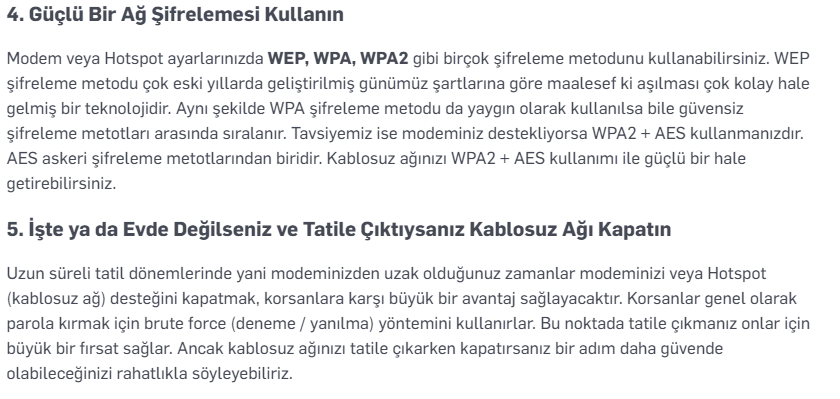 4. Güçlü Bir Ağ Şifrelemesi Kullanın
Modem veya Hotspot ayarlarınızda WEP, WPA, WPA2 gibi birçok şifreleme metodunu kullanabilirsiniz. WEP
şifreleme metodu çok eski yıllarda geliştirilmiş günümüz şartlarına göre maalesef ki aşılması çok kolay hale
gelmiş bir teknolojidir. Aynı şekilde WPA şifreleme metodu da yaygın olarak kullanılsa bile güvensiz
şifreleme metotları arasında sıralanır. Tavsiyemiz ise modeminiz destekliyorsa WPA2 + AES kullanmanızdır.
AES askeri şifreleme metotlarından biridir. Kablosuz ağınızı WPA2 + AES kullanımı ile güçlü bir hale
getirebilirsiniz.
5. İşte ya da Evde Değilseniz ve Tatile Çıktıysanız Kablosuz Ağı Kapatın
Uzun süreli tatil dönemlerinde yani modeminizden uzak olduğunuz zamanlar modeminizi veya Hotspot
(kablosuz ağ) desteğini kapatmak, korsanlara karşı büyük bir avantaj sağlayacaktır. Korsanlar genel olarak
parola kırmak için brute force (deneme / yanılma) yöntemini kullanırlar. Bu noktada tatile çıkmanız onlar için
büyük bir fırsat sağlar. Ancak kablosuz ağınızı tatile çıkarken kapatırsanız bir adım daha güvende
olabileceğinizi rahatlıkla söyleyebiliriz.